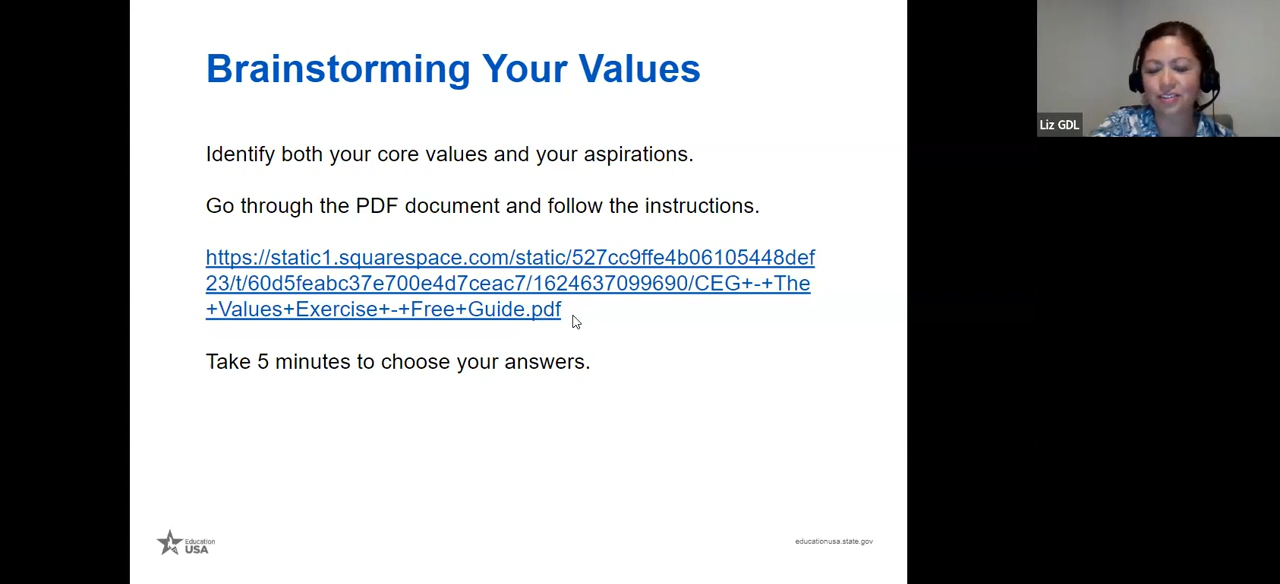 Brainstorming Your Values
Identify both your core values and your aspirations.
Go through the PDF document and follow the instructions.
https://static1.squarespace.com/static/527cc9ffe4b06105448def
23/t/60d5feabc37e700e4d7ceac7/1624637099690/CEG+-+The
+Values+Exercise+-+Free+Guide.pdf
Take 5 minutes to choose your answers.
Education
USA
educationusa.state.gov
Liz GDL